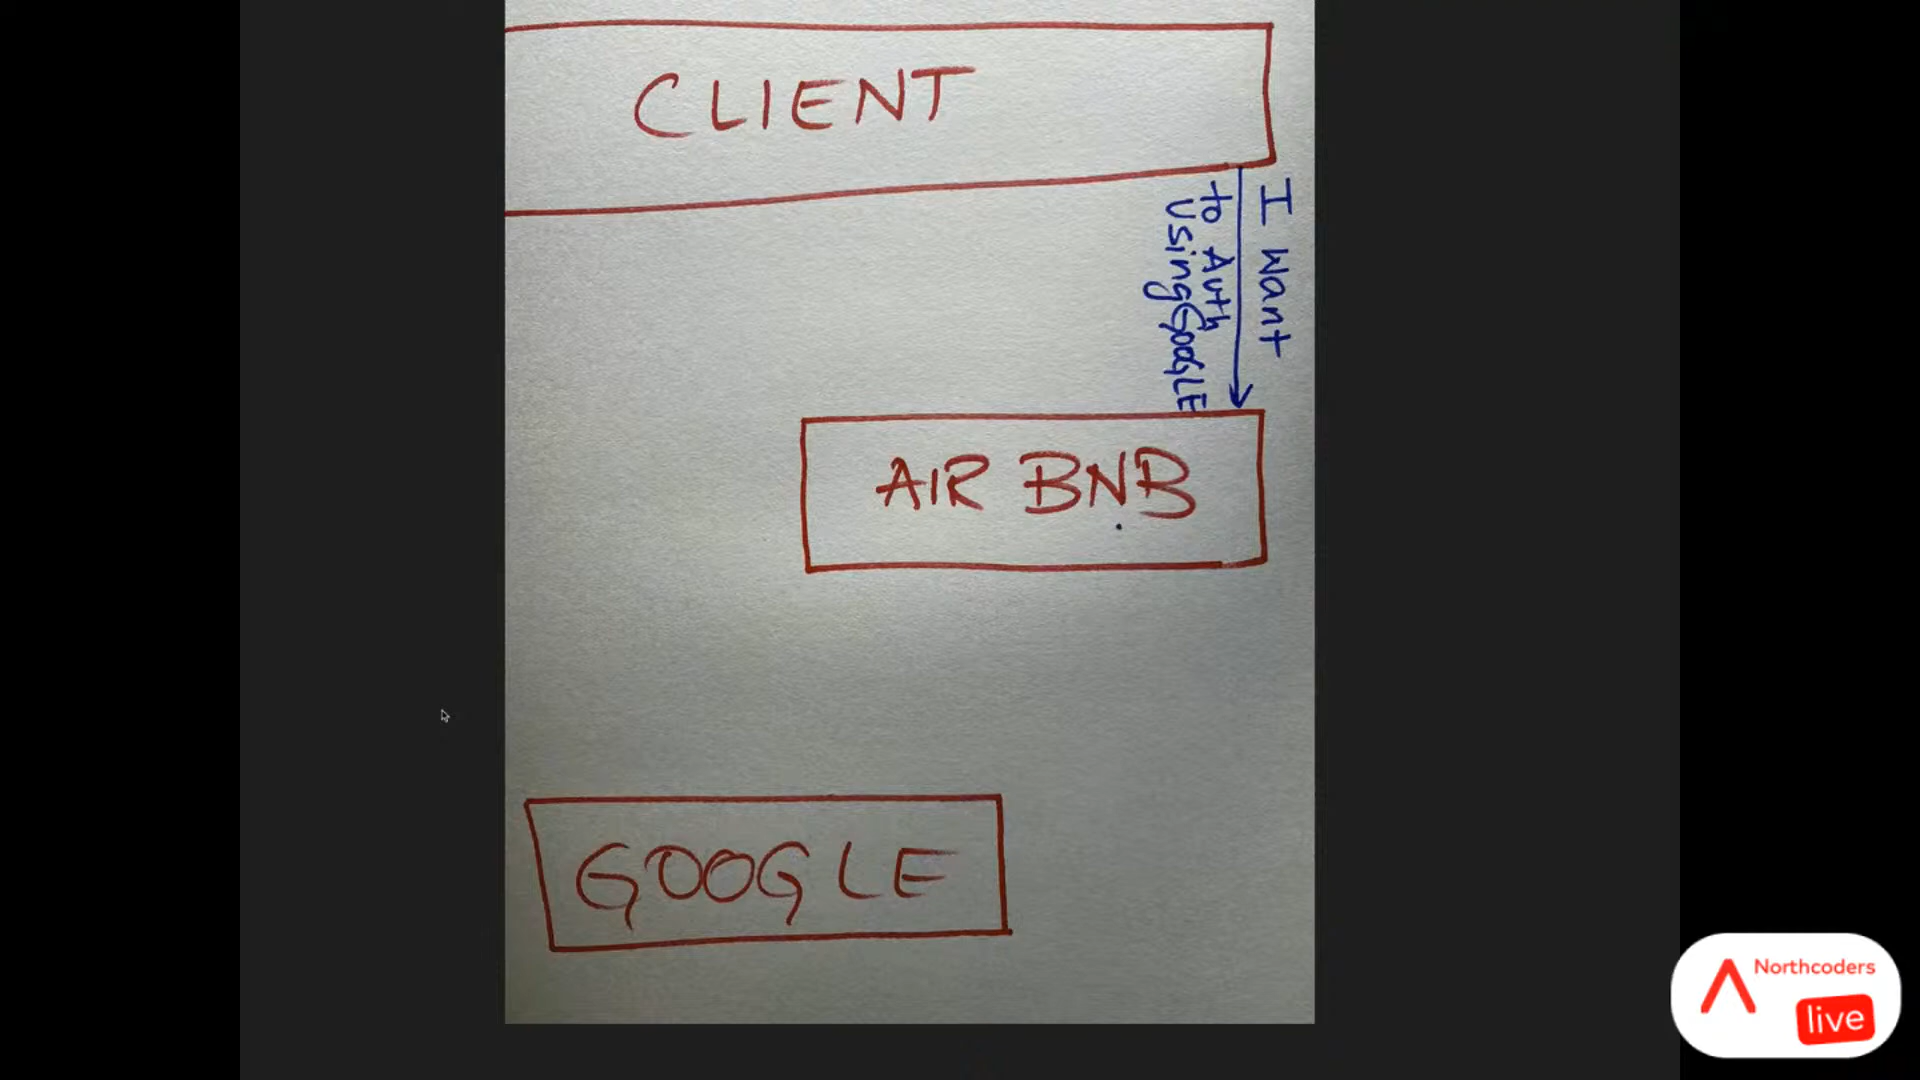 CLIENT
I want
to Auth
Using GOOGLE
AIR BNB
GOOGLE
Northcoders
live